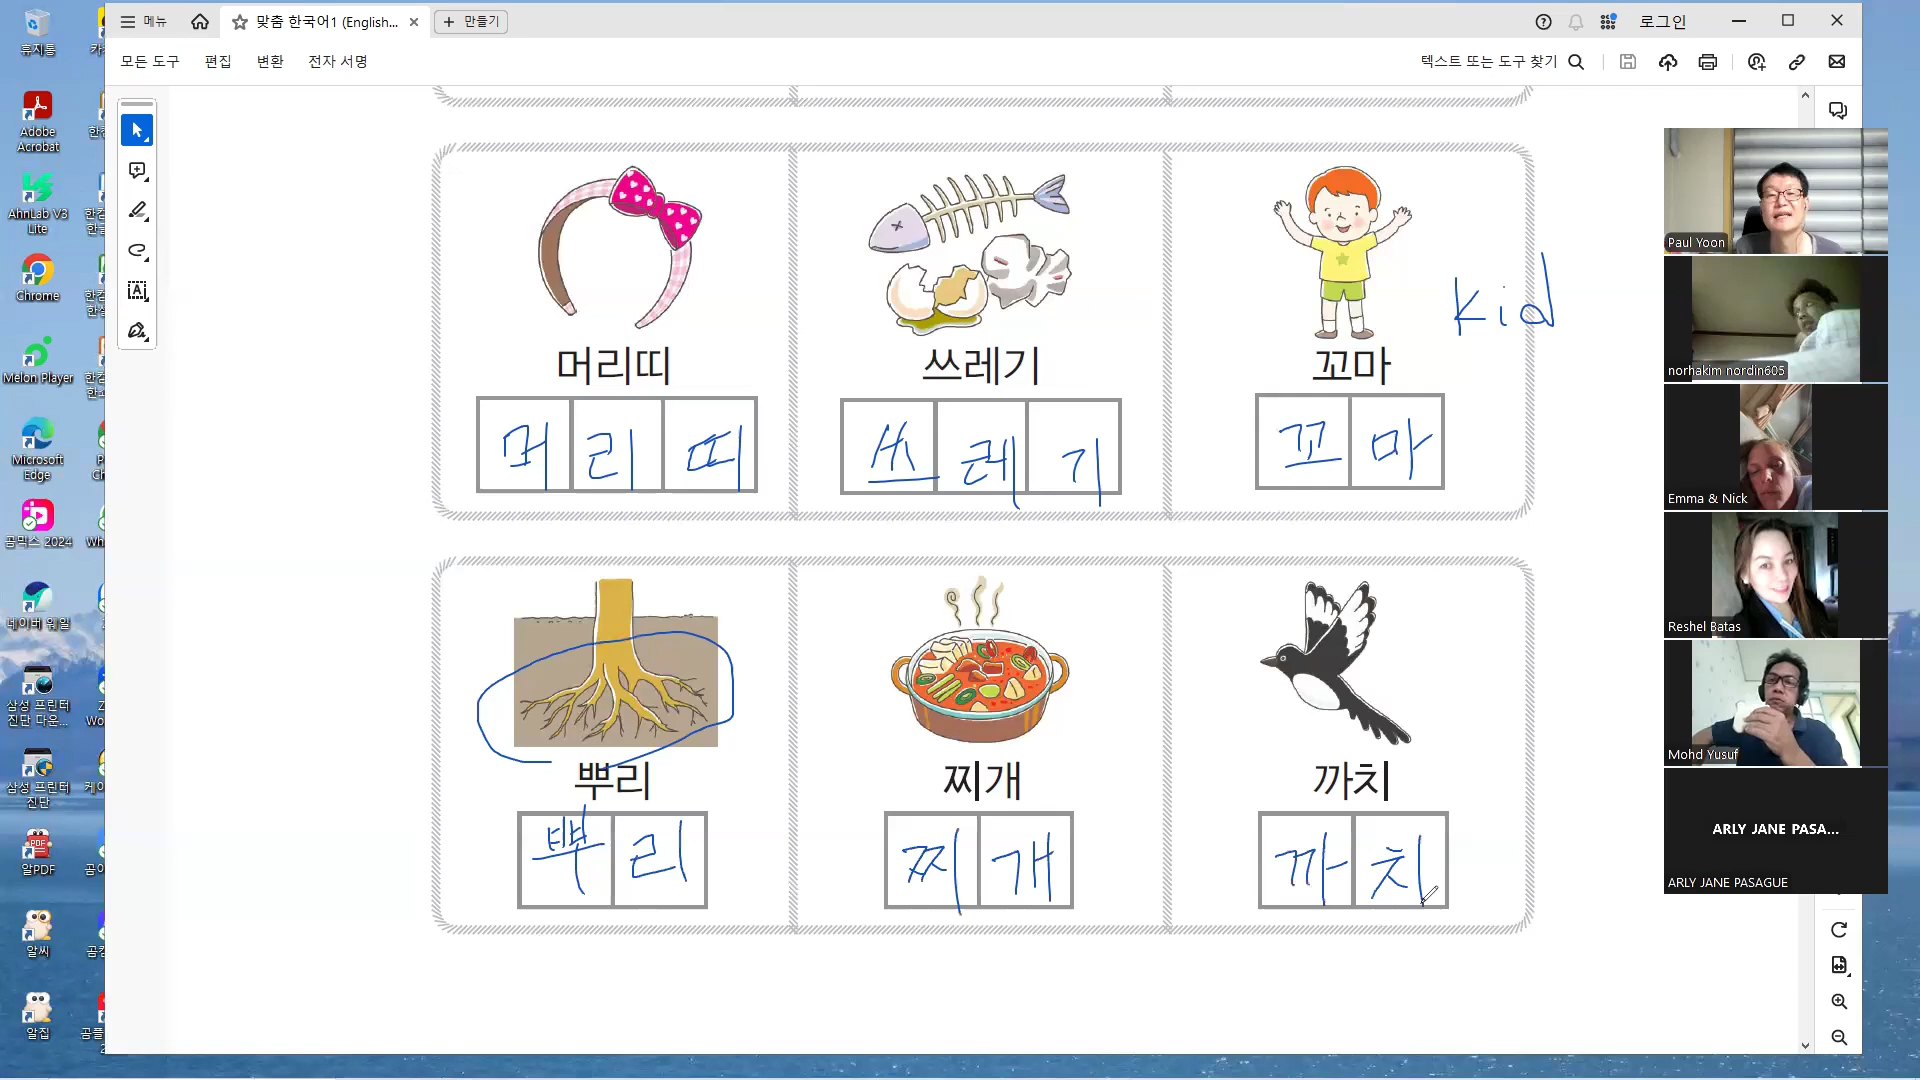 메뉴
맞춤 한국어1 (English...
만들기
로그인
모든 도구 편집 변환 전자 서명
텍스트 또는 도구 찾기
휴지통
Adobe Acrobat
AhnLab V3 Lite
Chrome
Melon Player
Microsoft Edge
곰믹스 2024
네이버 웨일
삼성 프린터 진단 다운...
삼성 프린터 진단
알PDF
알씨
알집
머리띠 쓰레기 꼬마
kid
머리띠 쓰레기 꼬마
뿌리 찌개 까치
뿌리 찌개 까치
Paul Yoon
norhakim nordin605
Emma & Nick
Reshel Batas
Mohd Yusuf
ARLY JANE PASA...
ARLY JANE PASAGUE